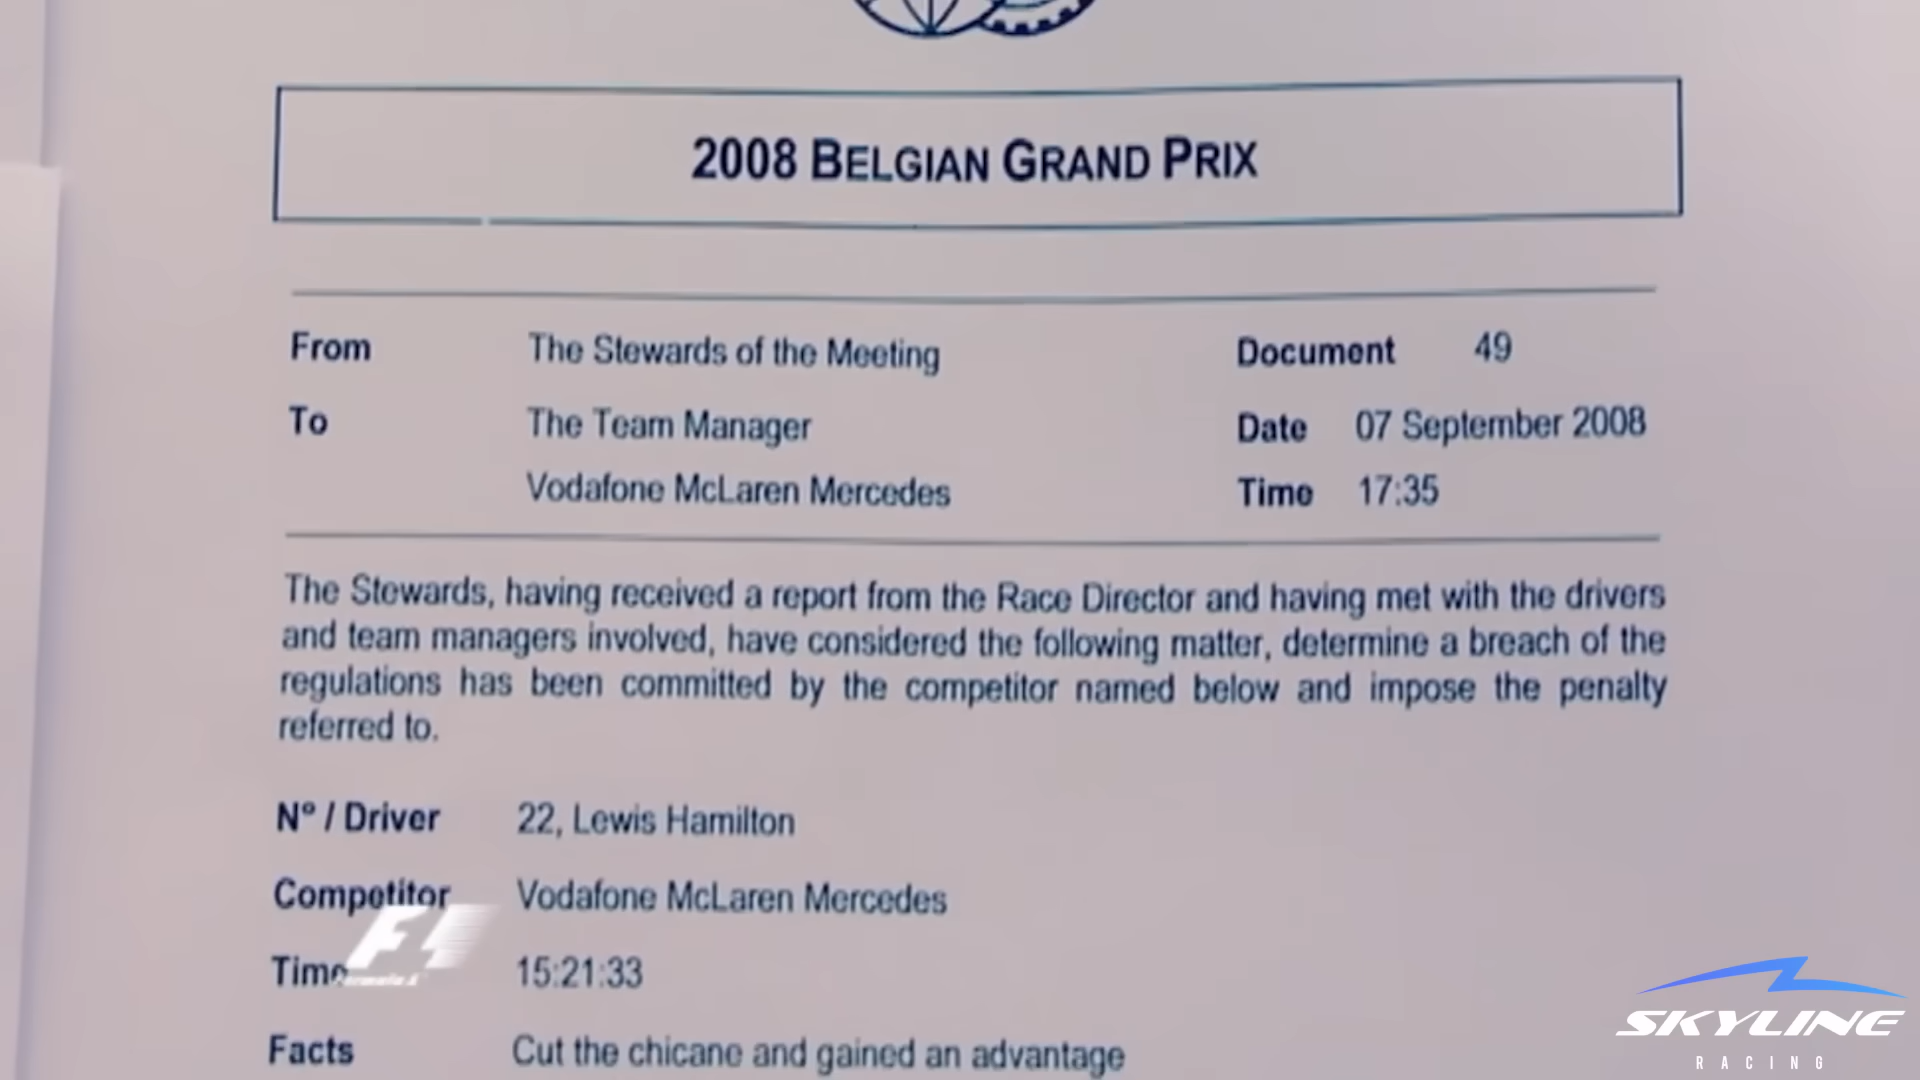 2008 BELGIAN GRAND PRIX
From The Stewards of the Meeting Document 49
To The Team Manager Date 07 September 2008
Vodafone McLaren Mercedes Time 17:35
The Stewards, having received a report from the Race Director and having met with the drivers
and team managers involved, have considered the following matter, determine a breach of the
regulations has been committed by the competitor named below and impose the penalty
referred to.
N° / Driver 22, Lewis Hamilton
Competitor Vodafone McLaren Mercedes
F1
Formula 1
Time 15:21:33
Facts Cut the chicane and gained an advantage
SKYLINE
RACING